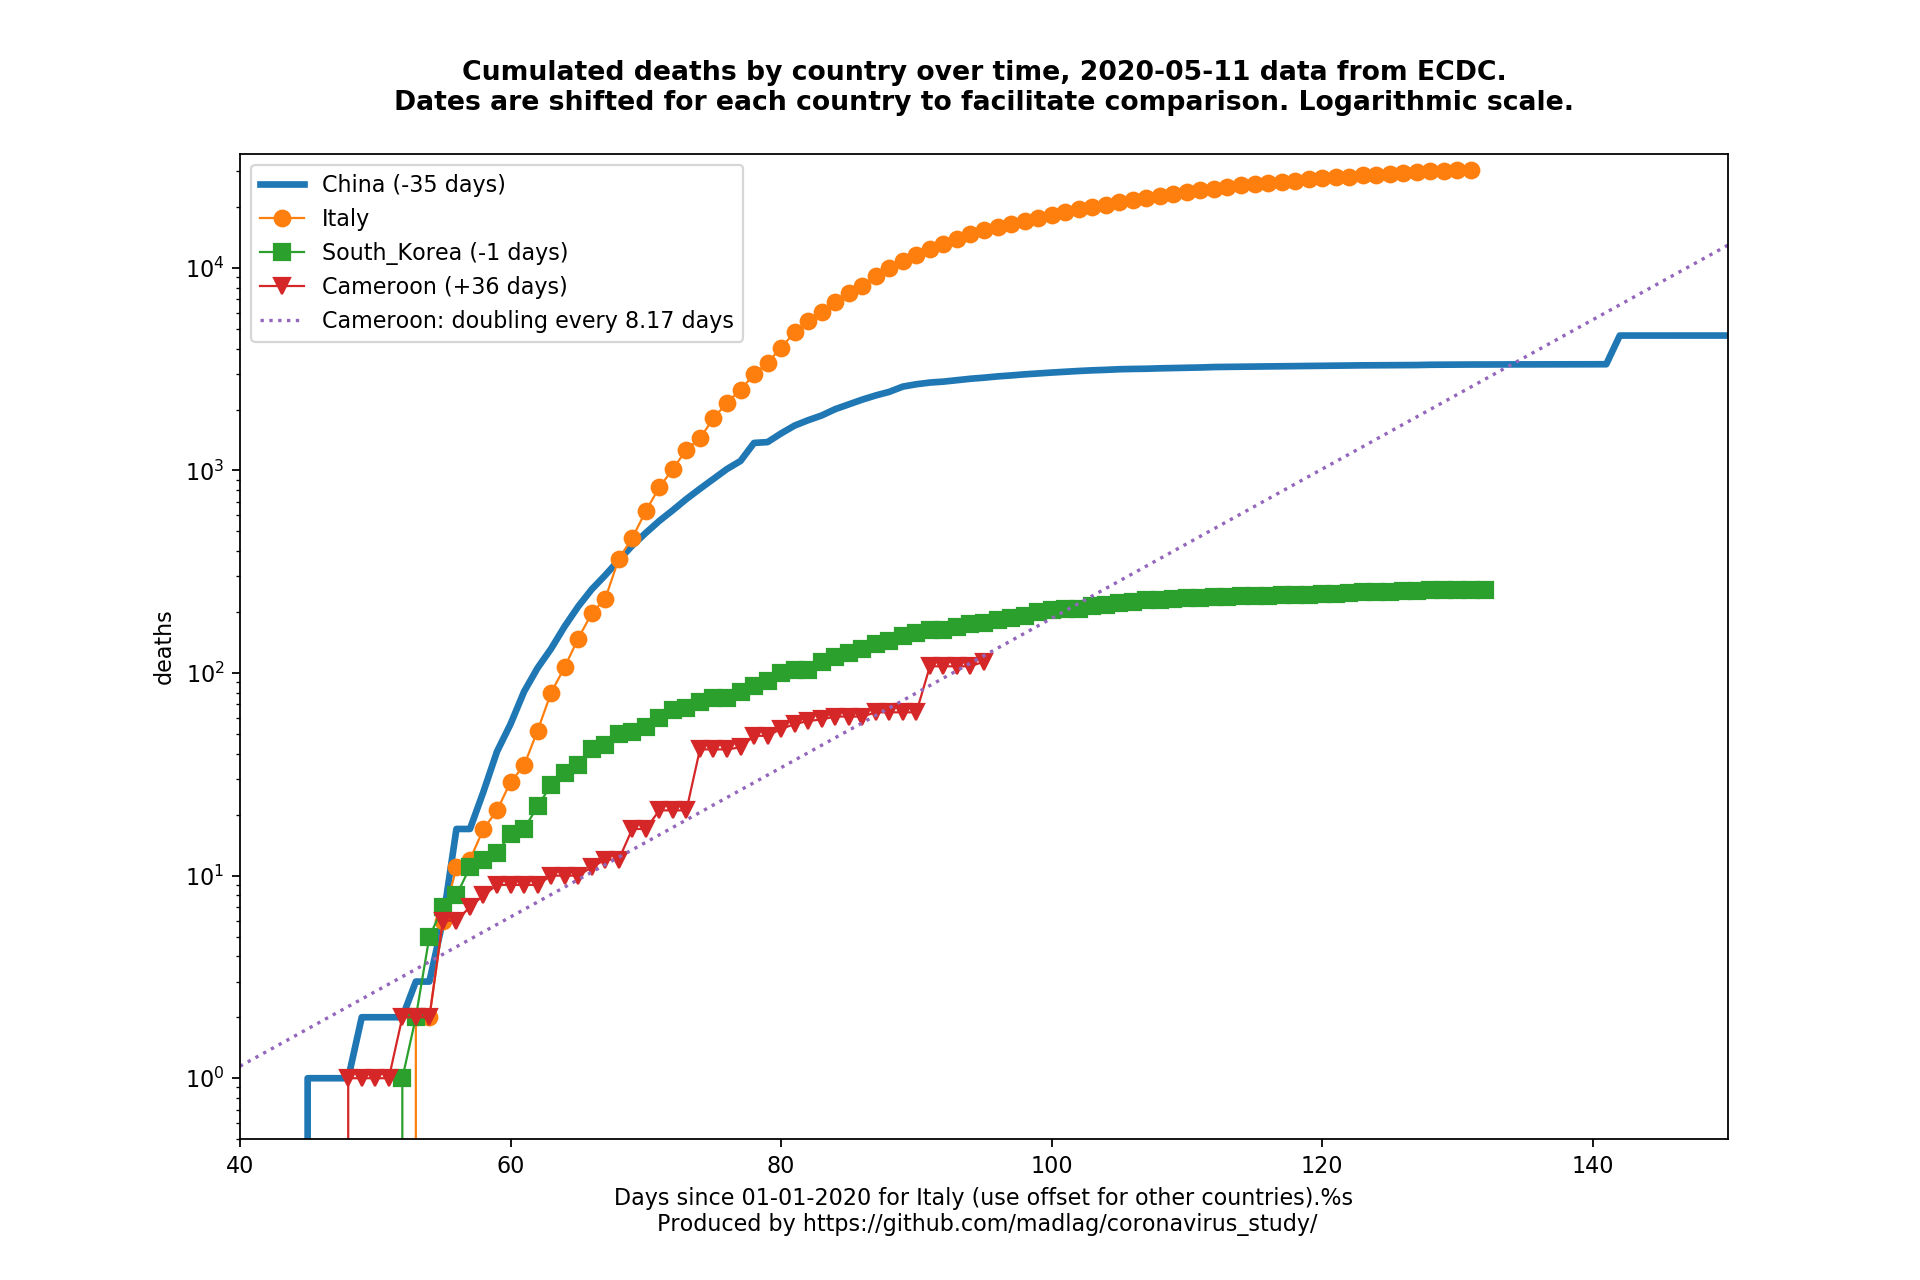 Cumulated deaths by country over time, 2020-05-11 data from ECDC.
Dates are shifted for each country to facilitate comparison. Logarithmic scale.
China (-35 days)
Italy
South_Korea (-1 days)
Cameroon (+36 days)
Cameroon: doubling every 8.17 days
deaths
10⁴
10³
10²
10¹
10⁰
40 60 80 100 120 140
Days since 01-01-2020 for Italy (use offset for other countries).%s
Produced by https://github.com/madlag/coronavirus_study/